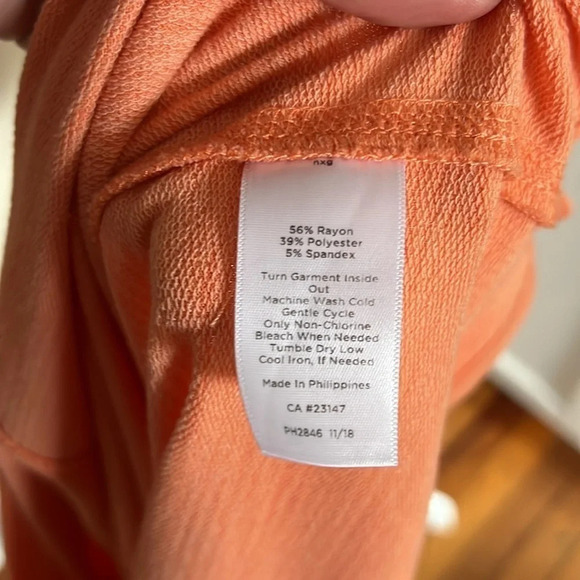 56% Rayon
39% Polyester
5% Spandex
Turn Garment Inside
Out
Machine Wash Cold
Gentle Cycle
Only Non-Chlorine
Bleach When Needed
Tumble Dry Low
Cool Iron, If Needed
Made In Philippines
CA #23147
PH2846 11/18